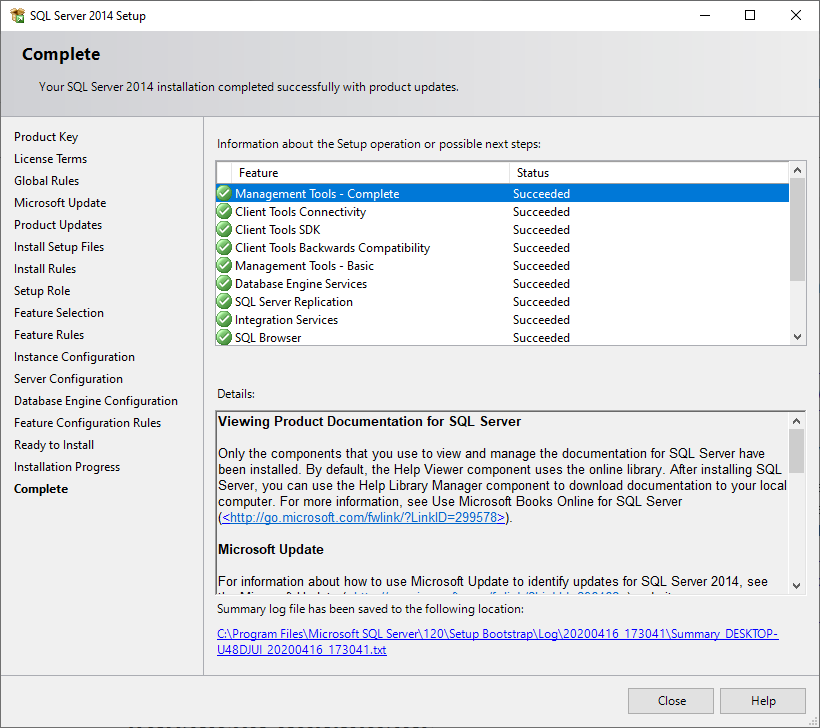 SQL Server 2014 Setup
Complete
Your SQL Server 2014 installation completed successfully with product updates.
Product Key
License Terms
Global Rules
Microsoft Update
Product Updates
Install Setup Files
Install Rules
Setup Role
Feature Selection
Feature Rules
Instance Configuration
Server Configuration
Database Engine Configuration
Feature Configuration Rules
Ready to Install
Installation Progress
Complete
Information about the Setup operation or possible next steps:
Feature Status
Management Tools - Complete Succeeded
Client Tools Connectivity Succeeded
Client Tools SDK Succeeded
Client Tools Backwards Compatibility Succeeded
Management Tools - Basic Succeeded
Database Engine Services Succeeded
SQL Server Replication Succeeded
Integration Services Succeeded
SQL Browser Succeeded
Details:
Viewing Product Documentation for SQL Server
Only the components that you use to view and manage the documentation for SQL Server have
been installed. By default, the Help Viewer component uses the online library. After installing SQL
Server, you can use the Help Library Manager component to download documentation to your local
computer. For more information, see Use Microsoft Books Online for SQL Server
(<http://go.microsoft.com/fwlink/?LinkID=299578>).
Microsoft Update
For information about how to use Microsoft Update to identify updates for SQL Server 2014, see
Summary log file has been saved to the following location:
C:\Program Files\Microsoft SQL Server\120\Setup Bootstrap\Log\20200416_173041\Summary_DESKTOP-
U48DJUI_20200416_173041.txt
Close
Help